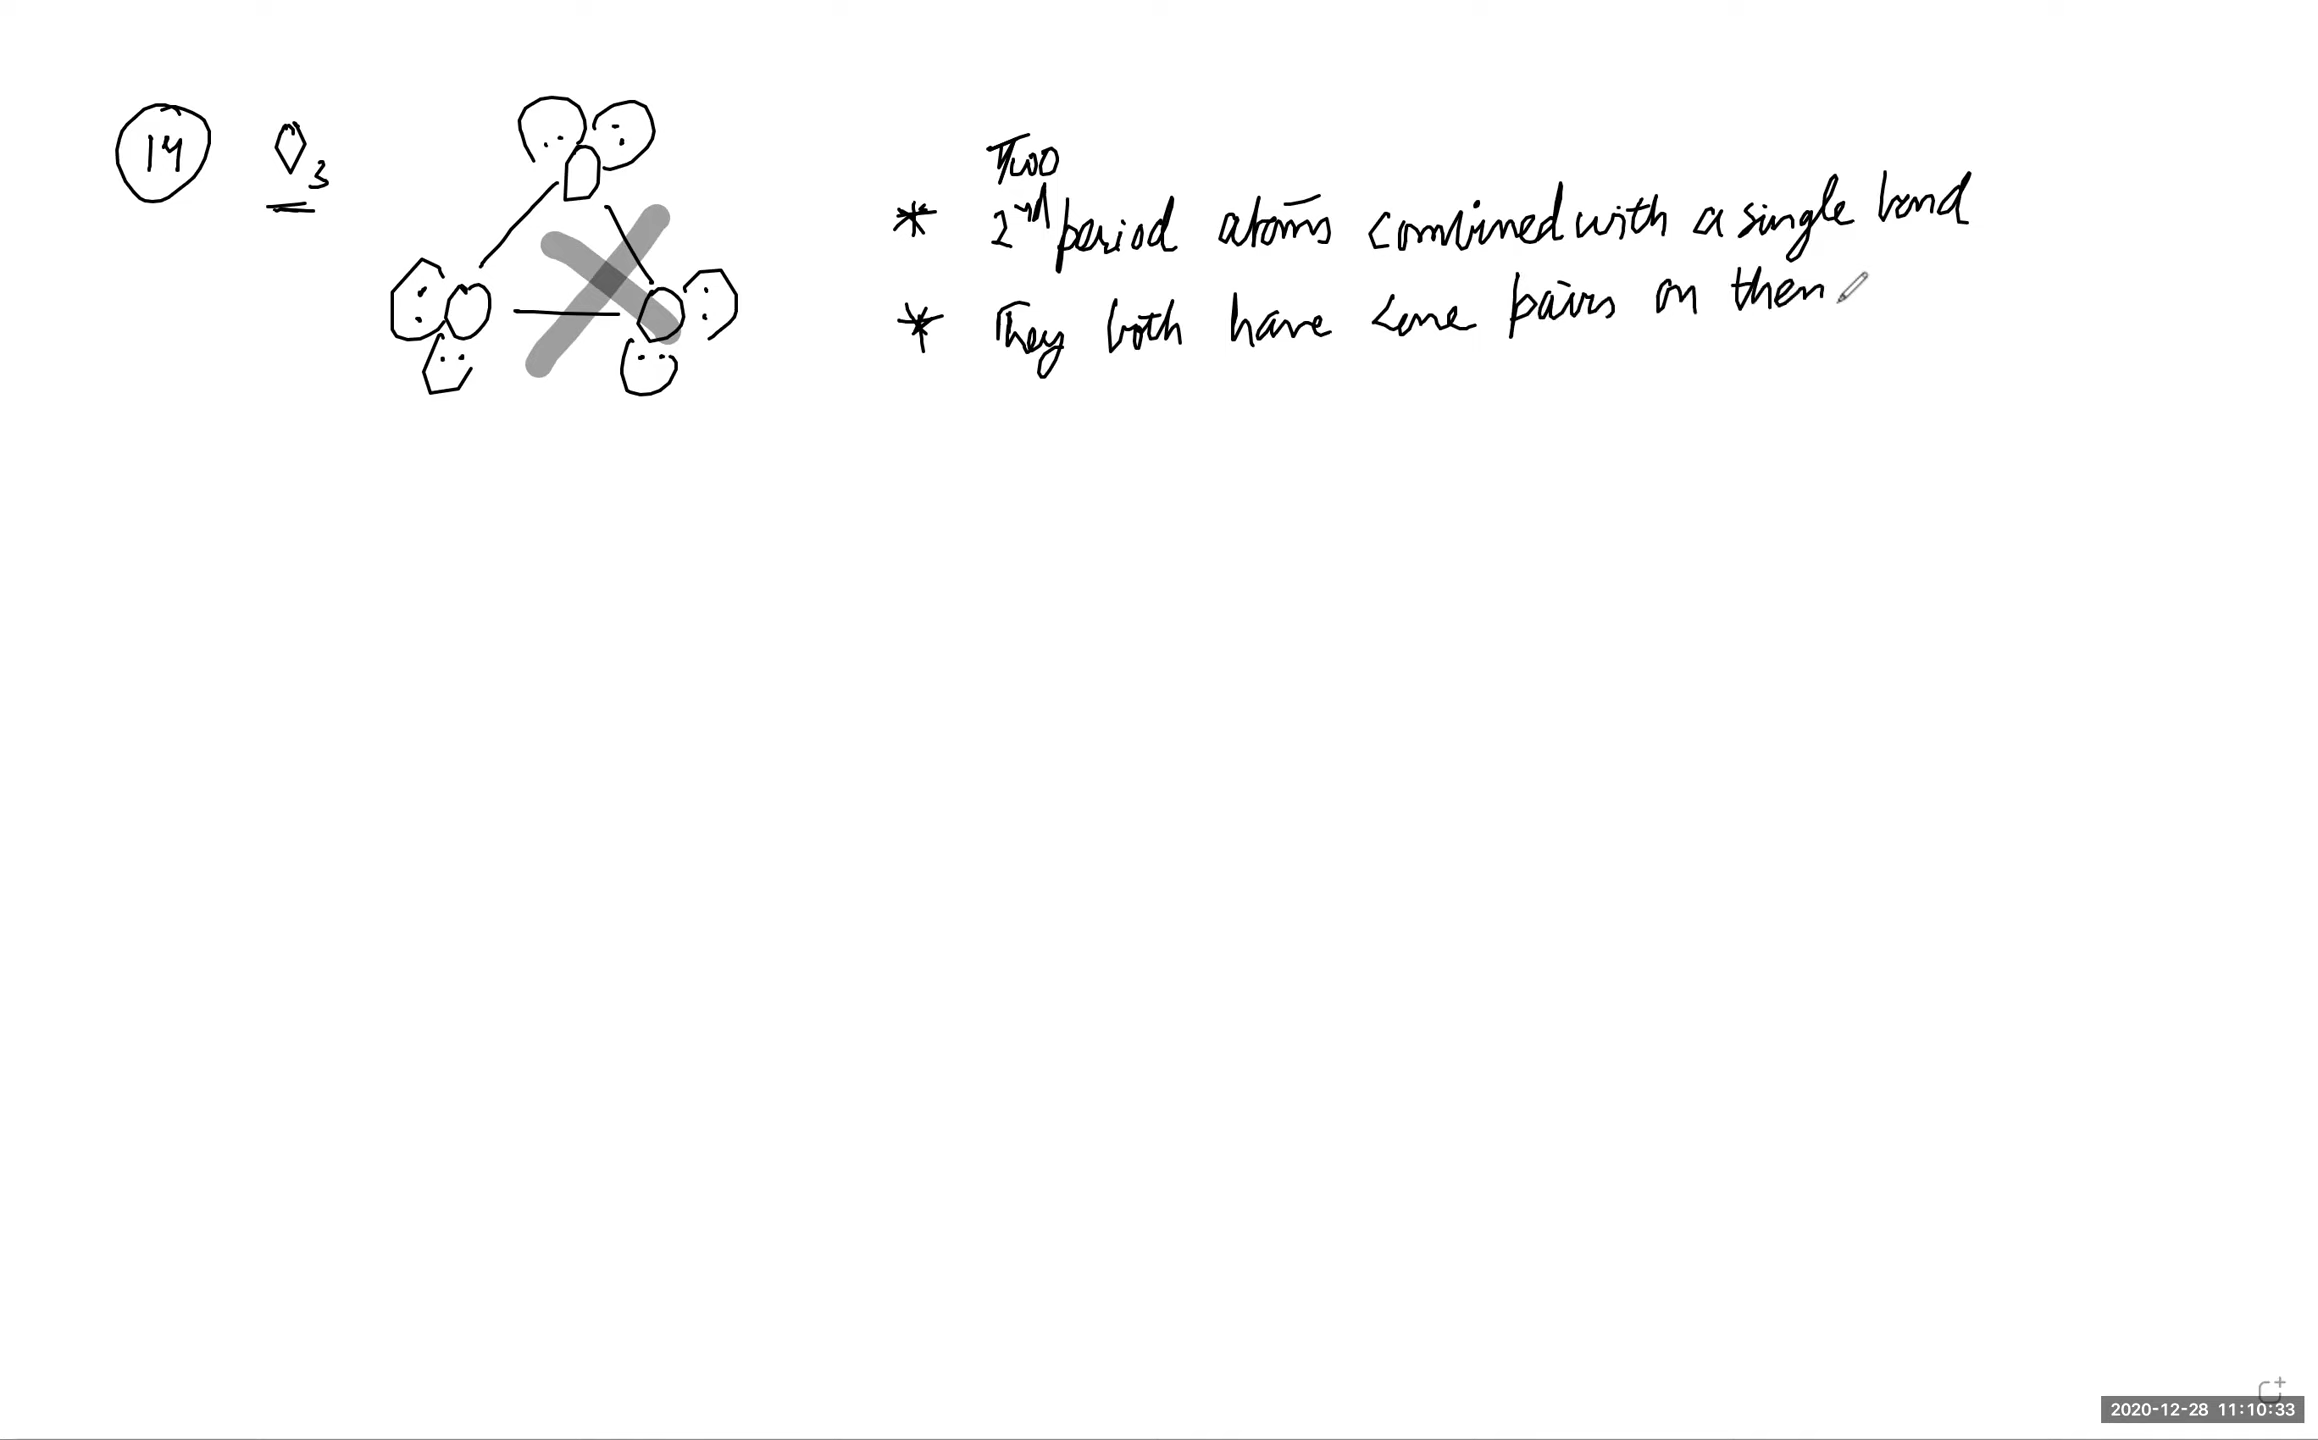 14 O3
O
O O
Two
* 2nd period atoms combined with a single bond
* They both have lone pairs on them
2020-12-28 11:10:33